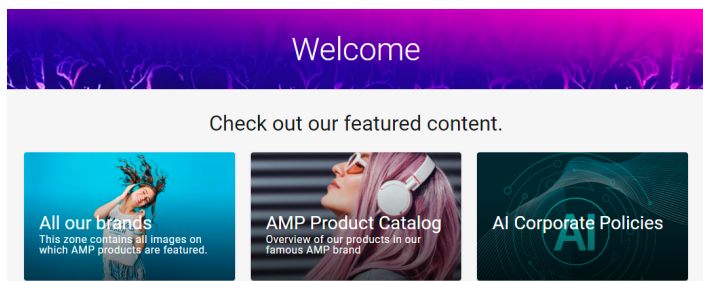 Welcome
Check out our featured content.
All our brands
This zone contains all images on
which AMP products are featured.
AMP Product Catalog
Overview of our products in our
famous AMP brand
AI Corporate Policies
AI